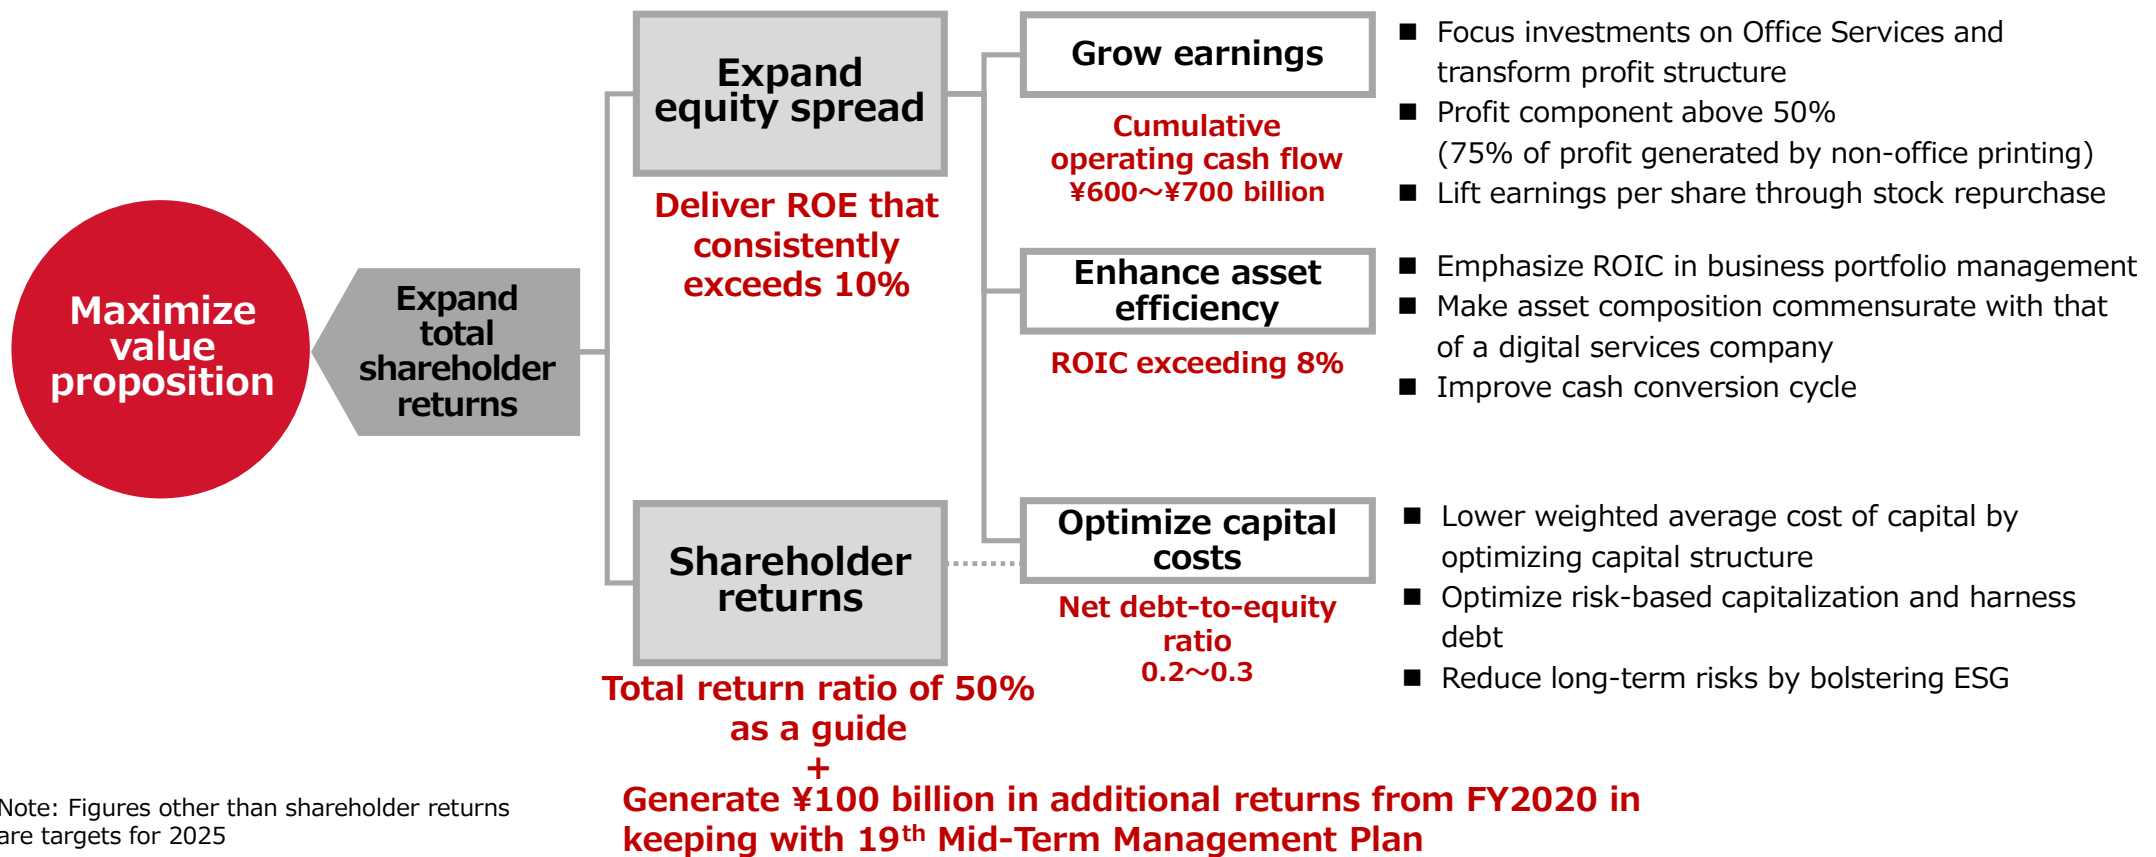 Maximize
value
proposition
Expand
total
shareholder
returns
Expand
equity spread
Deliver ROE that
consistently
exceeds 10%
Shareholder
returns
Total return ratio of 50%
as a guide
+
Generate ¥100 billion in additional returns from FY2020 in
keeping with 19th Mid-Term Management Plan
Grow earnings
Cumulative
operating cash flow
¥600～¥700 billion
■ Focus investments on Office Services and
transform profit structure
■ Profit component above 50%
(75% of profit generated by non-office printing)
■ Lift earnings per share through stock repurchase
Enhance asset
efficiency
ROIC exceeding 8%
■ Emphasize ROIC in business portfolio management
■ Make asset composition commensurate with that
of a digital services company
■ Improve cash conversion cycle
Optimize capital
costs
Net debt-to-equity
ratio
0.2～0.3
■ Lower weighted average cost of capital by
optimizing capital structure
■ Optimize risk-based capitalization and harness
debt
■ Reduce long-term risks by bolstering ESG
Note: Figures other than shareholder returns
are targets for 2025